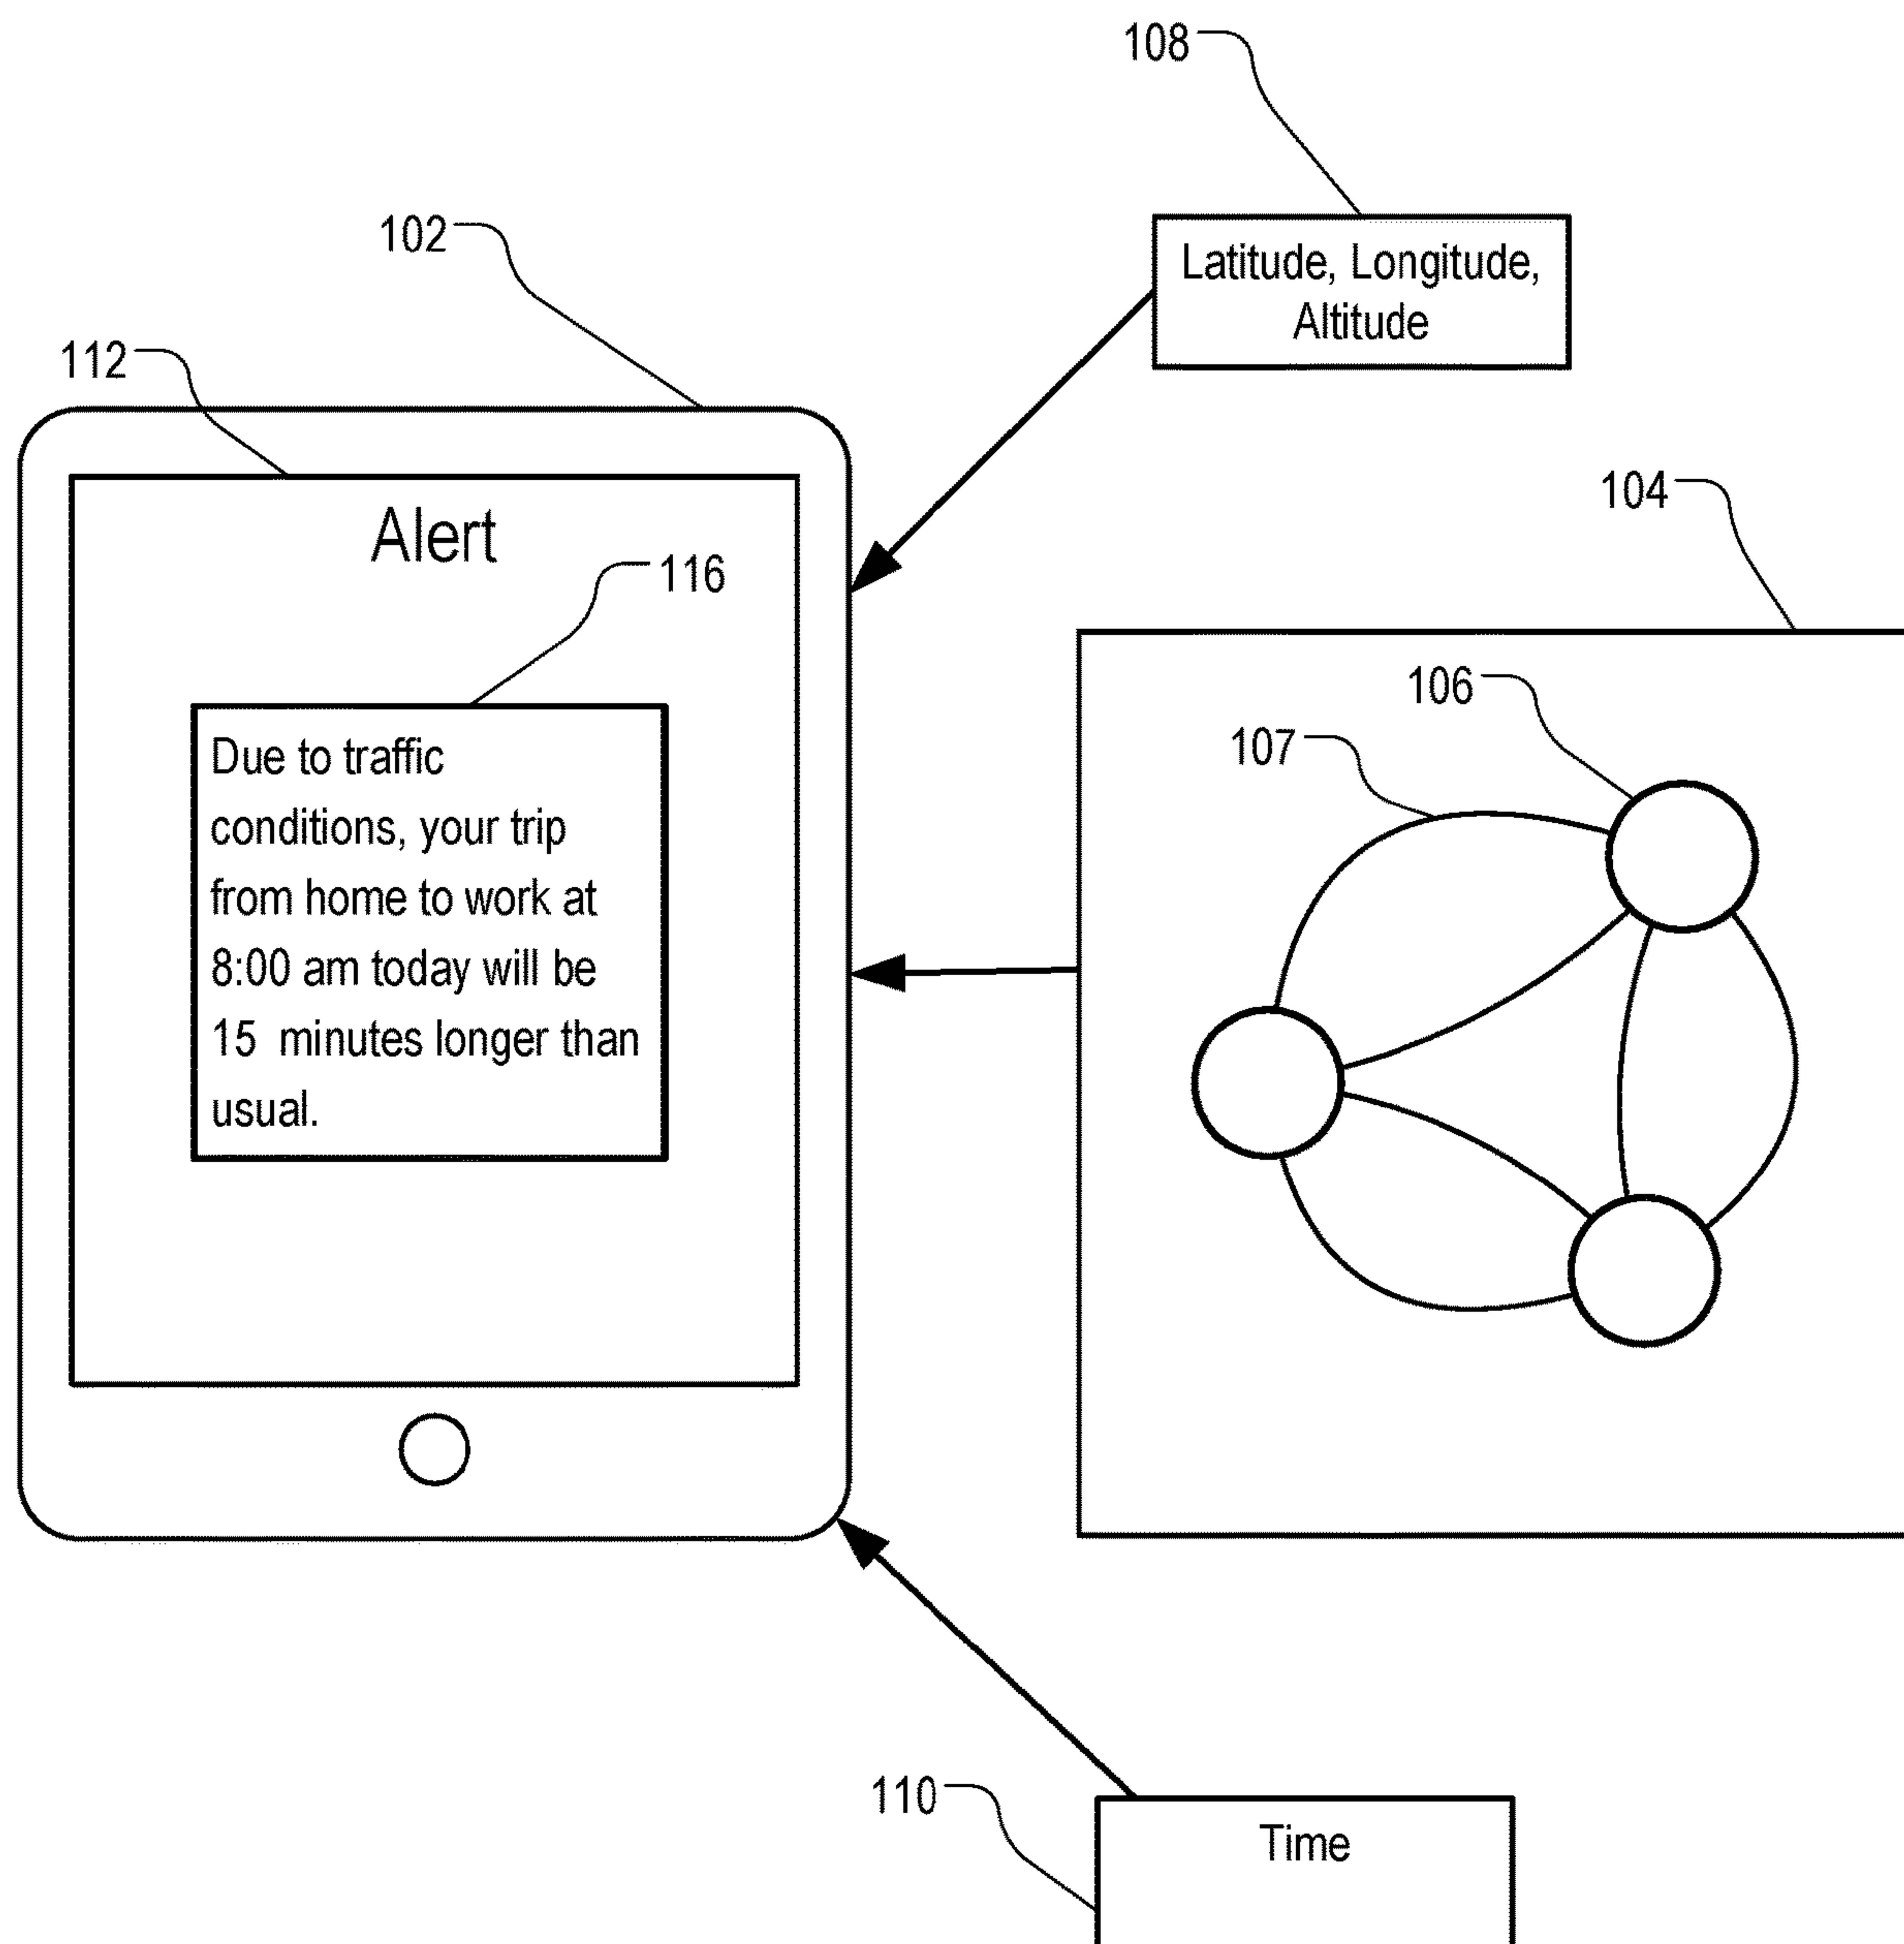 108
102
Latitude, Longitude,
Altitude
112
104
Alert
116
106
107
Due to traffic
conditions, your trip
from home to work at
8:00 am today will be
15 minutes longer than
usual.
110
Time